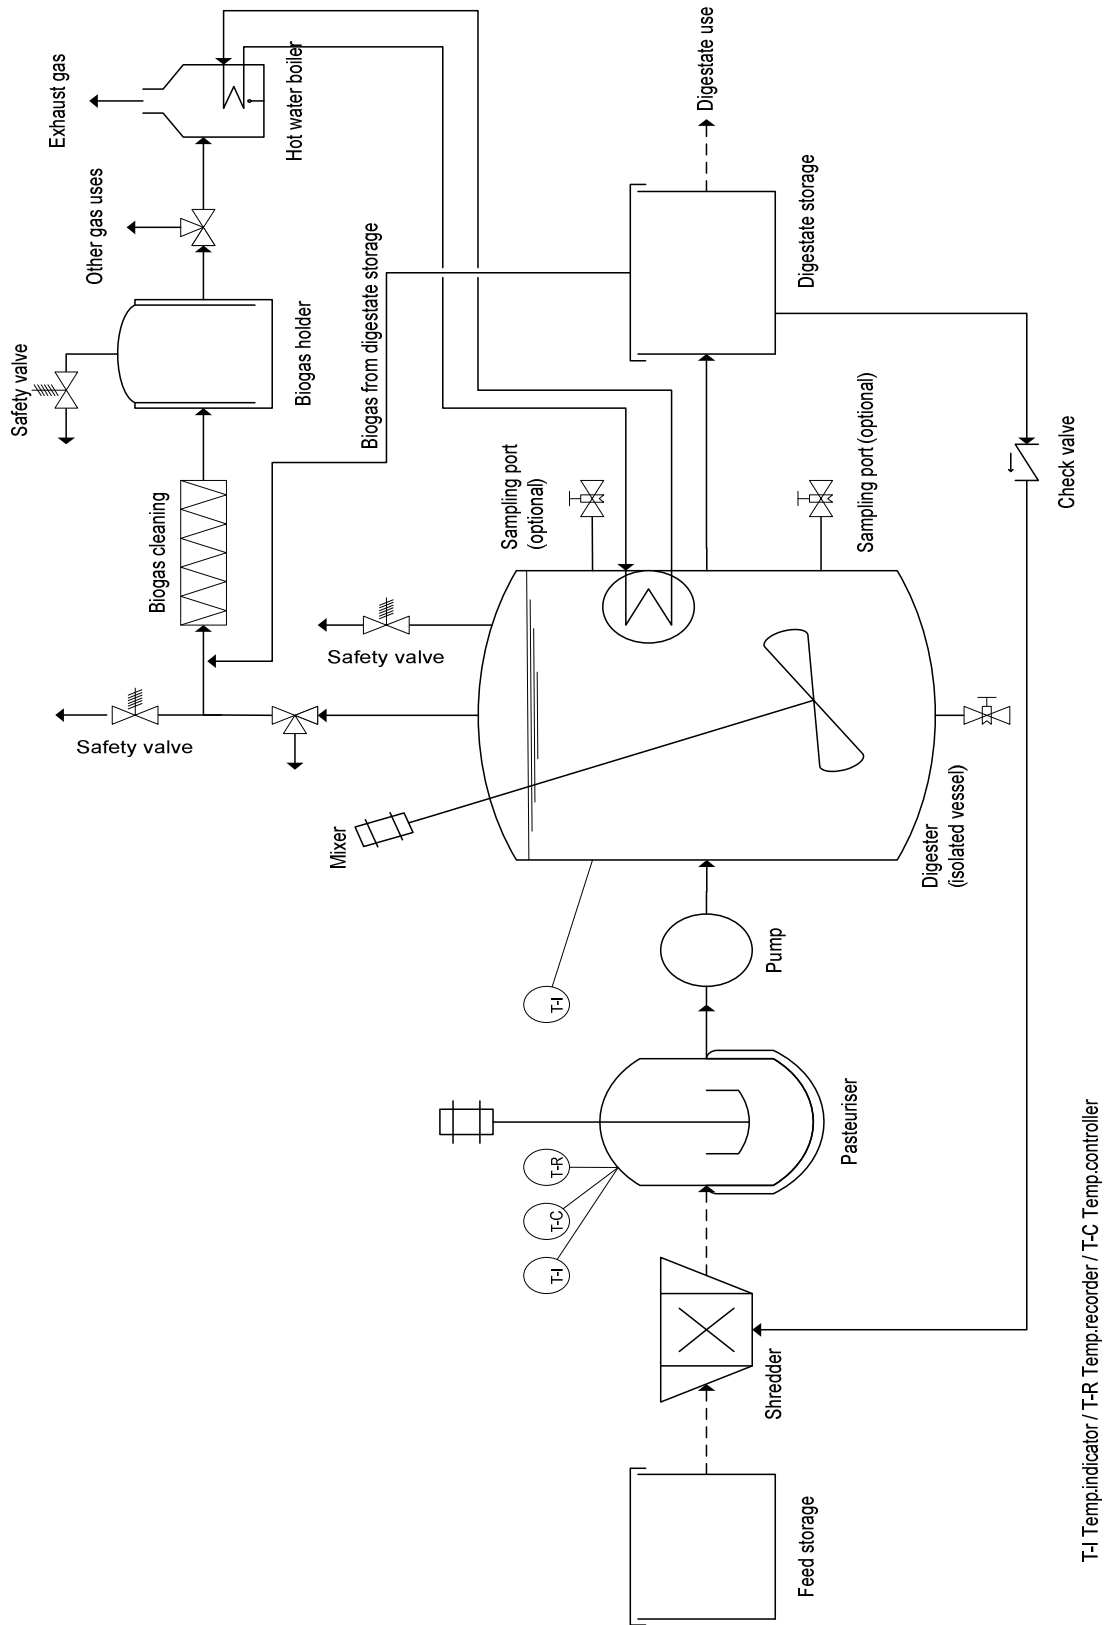 Exhaust gas
Hot water boiler
Digestate use
Other gas uses
Biogas from digestate storage
Digestate storage
Safety valve
Biogas holder
Biogas cleaning
Sampling port
(optional)
Sampling port (optional)
Check valve
Safety valve
Safety valve
Mixer
Digester
(isolated vessel)
Pump
T-I
T-R
T-C
T-I
Pasteuriser
Shredder
Feed storage
T-I Temp.indicator / T-R Temp.recorder / T-C Temp.controller